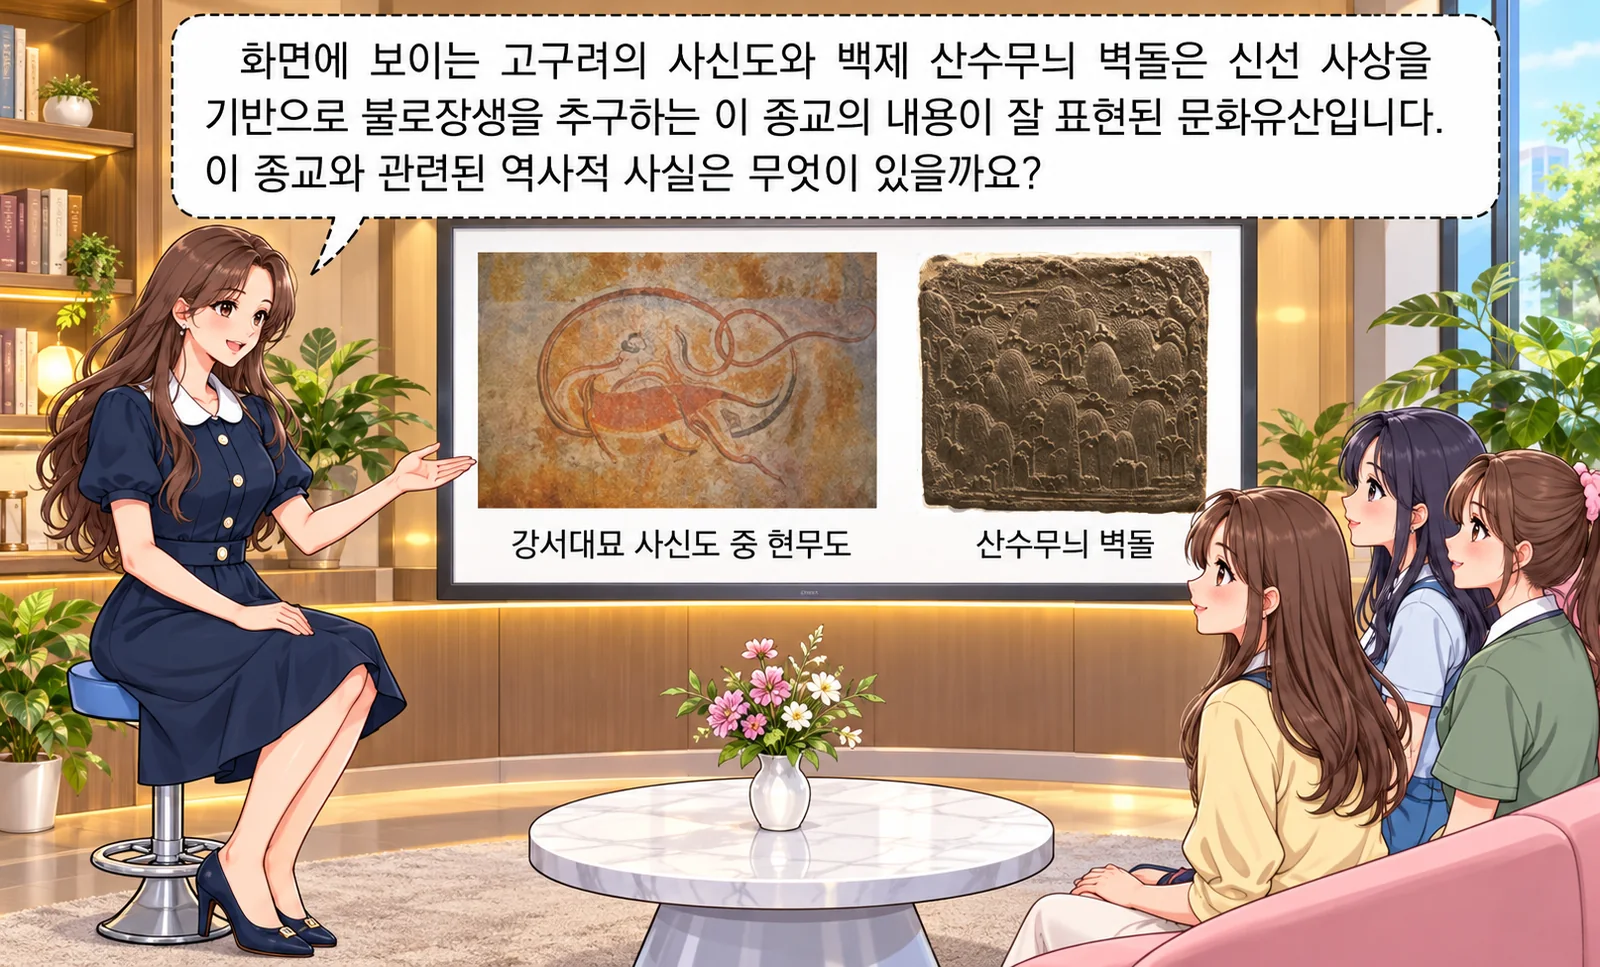 화면에 보이는 고구려의 사신도와 백제 산수무늬 벽돌은 신선 사상을
기반으로 불로장생을 추구하는 이 종교의 내용이 잘 표현된 문화유산입니다.
이 종교와 관련된 역사적 사실은 무엇이 있을까요?
강서대묘 사신도 중 현무도
산수무늬 벽돌